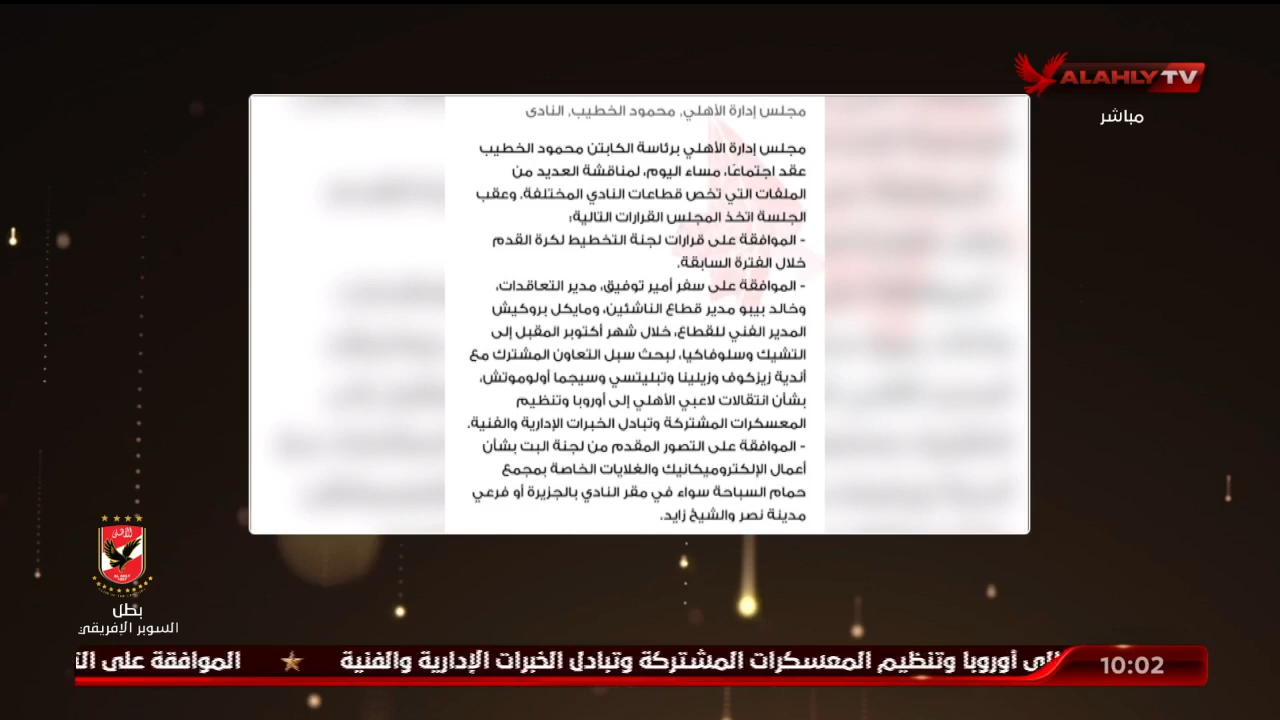 ALAHLY TV
مباشر
مجلس إدارة الأهلي, محمود الخطيب, النادى
مجلس إدارة الأهلي برئاسة الكابتن محمود الخطيب
عقد اجتماعًا، مساء اليوم، لمناقشة العديد من
الملفات التي تخص قطاعات النادي المختلفة. وعقب
الجلسة اتخذ المجلس القرارات التالية:
- الموافقة على قرارات لجنة التخطيط لكرة القدم
خلال الفترة السابقة.
- الموافقة على سفر أمير توفيق، مدير التعاقدات،
وخالد بيبو مدير قطاع الناشئين، ومايكل بروكيش
المدير الفني للقطاع، خلال شهر أكتوبر المقبل إلى
التشيك وسلوفاكيا، لبحث سبل التعاون المشترك مع
أندية زيزكوف وزيلينا وتبليتسي وسيجما أولوموتش،
بشأن انتقالات لاعبي الأهلي إلى أوروبا وتنظيم
المعسكرات المشتركة وتبادل الخبرات الإدارية والفنية.
- الموافقة على التصور المقدم من لجنة البت بشأن
أعمال الإلكتروميكانيك والغلايات الخاصة بمجمع
حمام السباحة سواء في مقر النادي بالجزيرة أو فرعي
مدينة نصر والشيخ زايد.
بطل
السوبر الإفريقي
أوروبا وتنظيم المعسكرات المشتركة وتبادل الخبرات الإدارية والفنية ★ الموافقة على
10:02